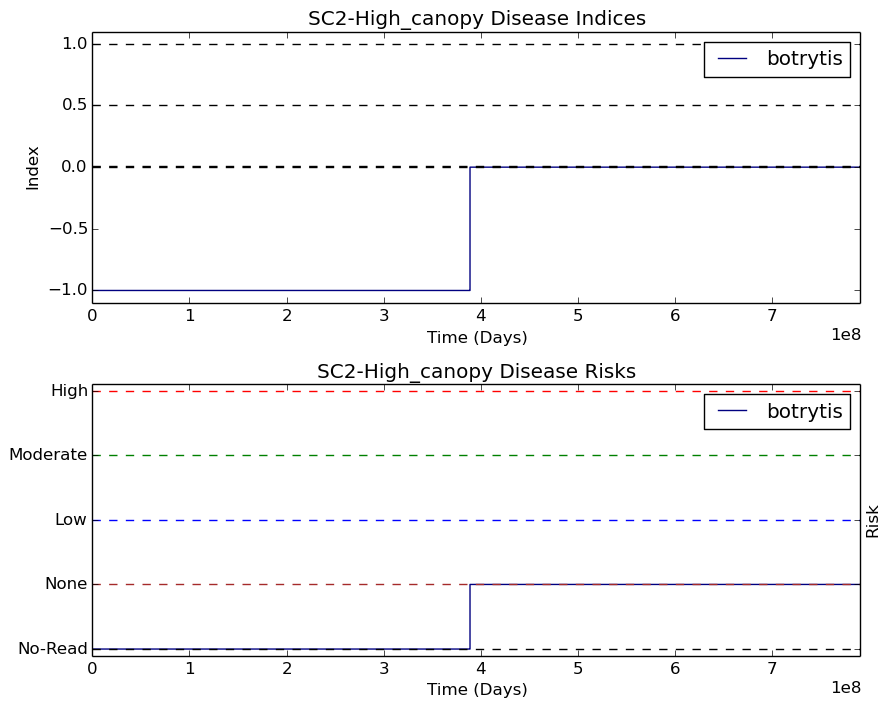 SC2-High_canopy Disease Indices
1.0
botrytis
0.5
0.0
Index
−0.5
−1.0
0 1 2 3 4 5 6 7
Time (Days)
1e8
SC2-High_canopy Disease Risks
High
botrytis
Moderate
Low
Risk
None
No-Read
0 1 2 3 4 5 6 7
Time (Days)
1e8